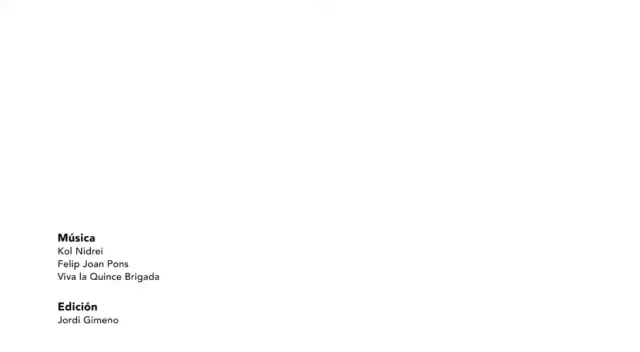 Música
Kol Nidrei
Felip Joan Pons
Viva la Quince Brigada
Edición
Jordi Gimeno